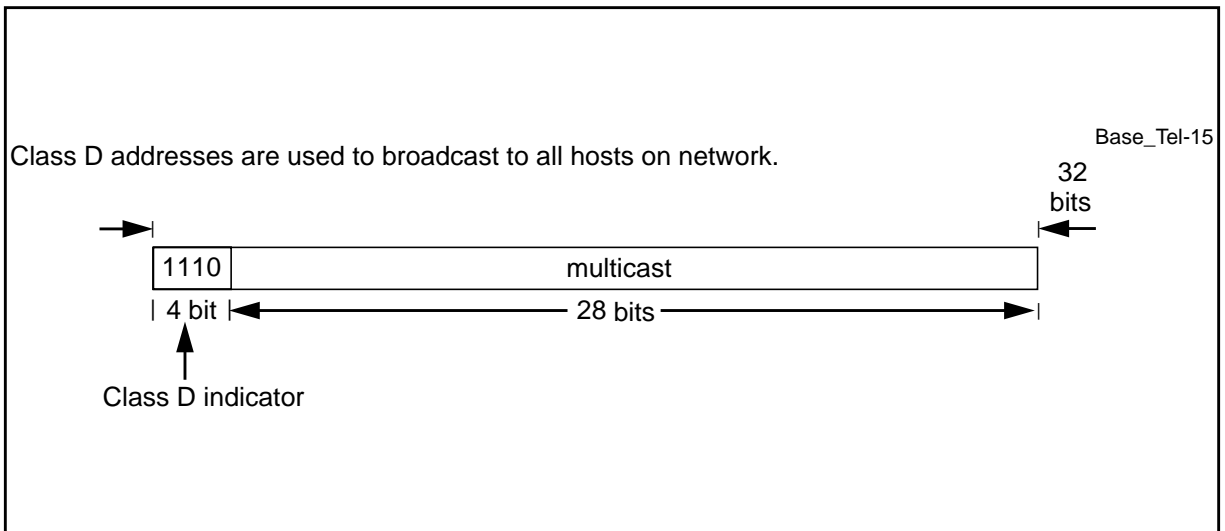 Base_Tel-15
Class D addresses are used to broadcast to all hosts on network.
32
bits
1110
multicast
4 bit
28 bits
Class D indicator